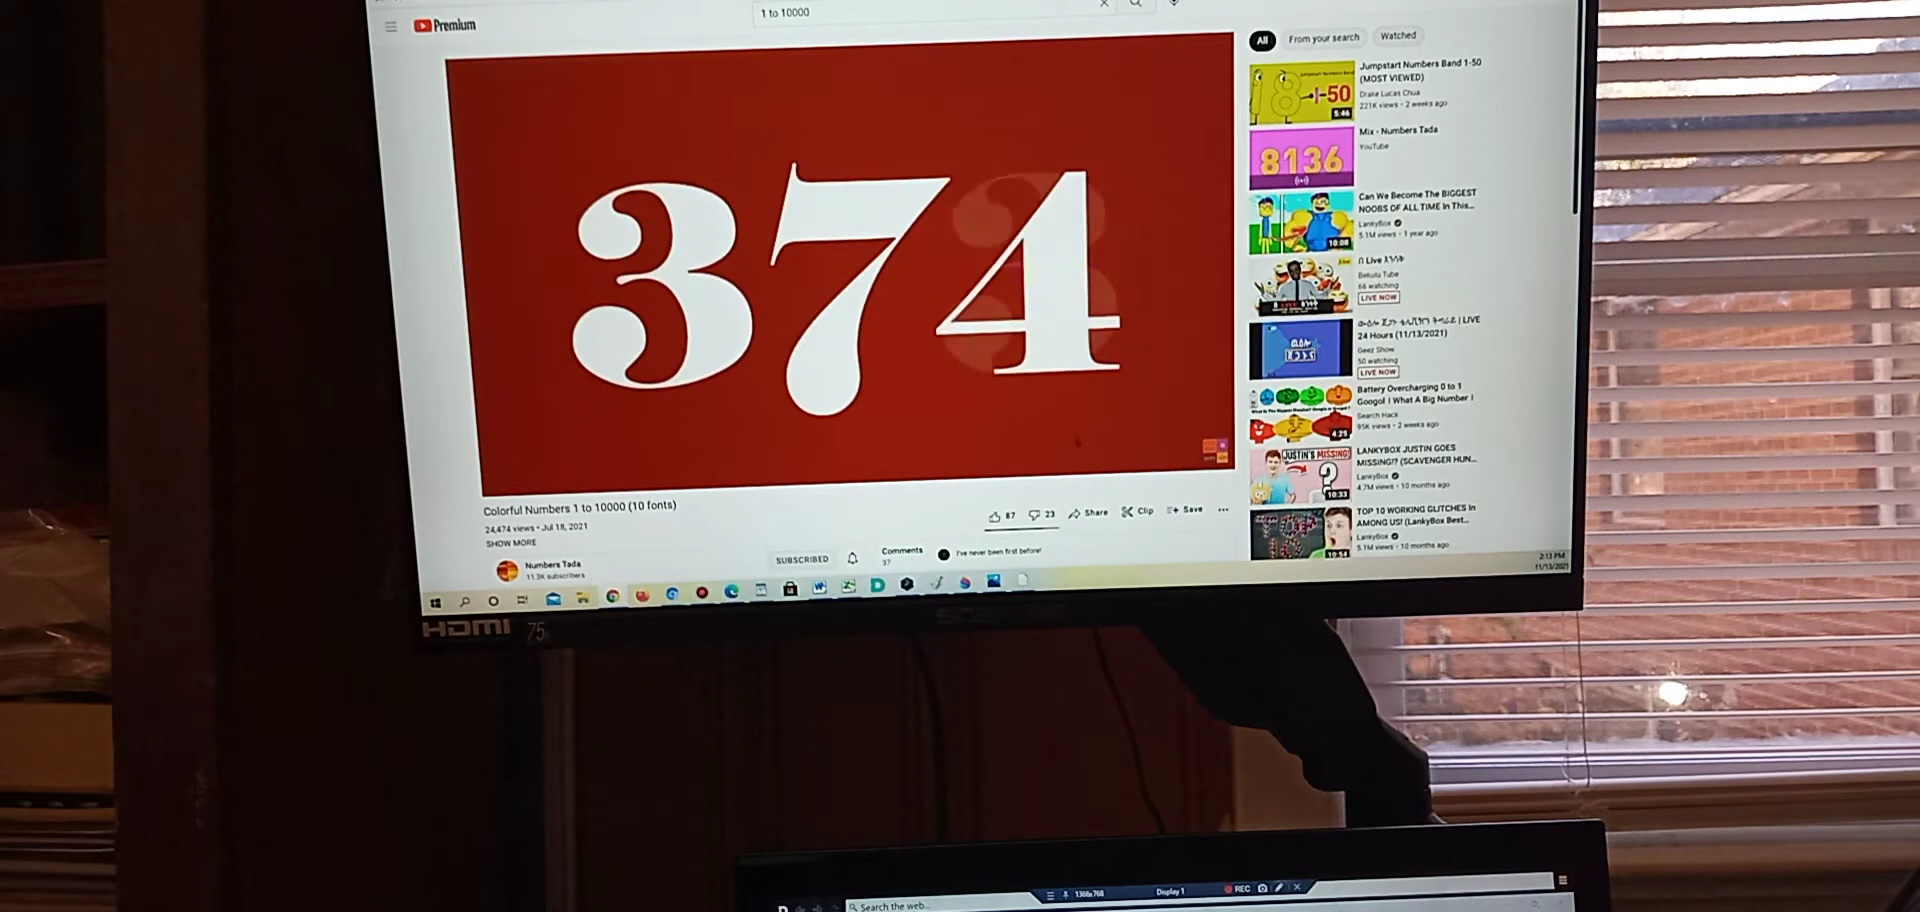 Premium
1 to 10000
374
Colorful Numbers 1 to 10000 (10 fonts)
24,474 views • Jul 18, 2021
SHOW MORE
87
23
Share
Clip
Save
Numbers Tada
11.3K subscribers
SUBSCRIBED
Comments
37
I've never been first before!
All
From your search
Watched
1-50
5:46
Jumpstart Numbers Band 1-50
(MOST VIEWED)
Drake Lucas Chua
221K views • 2 weeks ago
8136
Mix - Numbers Tada
YouTube
10:08
Can We Become The BIGGEST
NOOBS OF ALL TIME In This...
LankyBox
5.1M views • 1 year ago
Live
Bekulu Tube
66 watching
LIVE NOW
| LIVE
24 Hours (11/13/2021)
Geez Show
50 watching
LIVE NOW
4:25
Battery Overcharging 0 to 1
Googol I What A Big Number I
Search Hack
95K views • 2 weeks ago
JUSTIN'S MISSING!
?
10:33
LANKYBOX JUSTIN GOES
MISSING!? (SCAVENGER HUN...
LankyBox
4.7M views • 10 months ago
10:54
TOP 10 WORKING GLITCHES In
AMONG US! (LankyBox Best...
LankyBox
5.1M views • 10 months ago
2:13 PM
11/13/2021
HDMI
75
1366x768
Display 1
REC
Search the web...